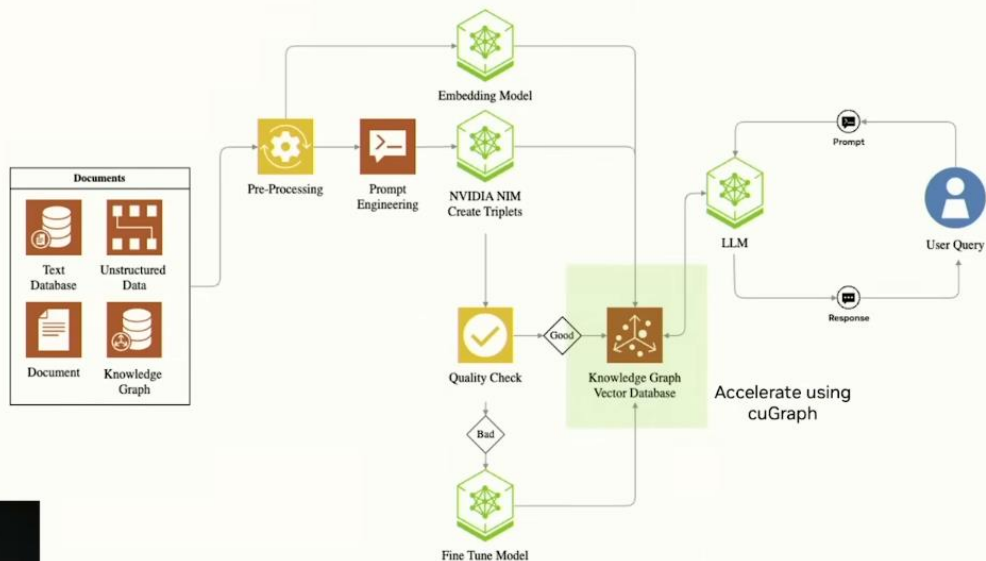 Embedding Model
Pre-Processing
Prompt
Engineering
NVIDIA NIM
Create Triplets
Documents
Text
Database
Unstructured
Data
Document
Knowledge
Graph
Quality Check
Good
Knowledge Graph
Vector Database
Accelerate using
cuGraph
Bad
Fine Tune Model
Prompt
LLM
User Query
Response